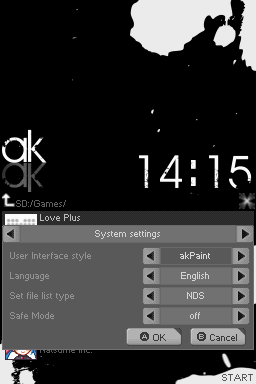 ak
14:15
SD:/Games/
Love Plus
System settings
User Interface style akPaint
Language English
Set file list type NDS
Safe Mode off
A OK B Cancel
Natsume Inc.
START